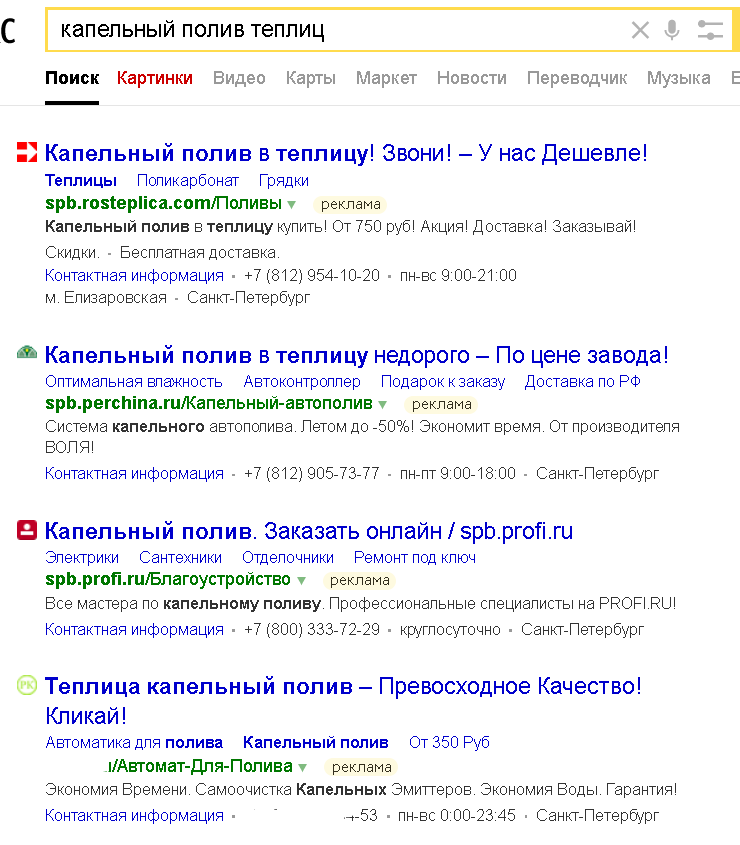 С
капельный полив теплиц
Поиск Картинки Видео Карты Маркет Новости Переводчик Музыка
Капельный полив в теплицу! Звони! – У нас Дешевле!
Теплицы Поликарбонат Грядки
spb.rosteplica.com/Поливы реклама
Капельный полив в теплицу купить! От 750 руб! Акция! Доставка! Заказывай!
Скидки. · Бесплатная доставка.
Контактная информация · +7 (812) 954-10-20 · пн-вс 9:00-21:00
м. Елизаровская · Санкт-Петербург
Капельный полив в теплицу недорого – По цене завода!
Оптимальная влажность Автоконтроллер Подарок к заказу Доставка по РФ
spb.perchina.ru/Капельный-автополив реклама
Система капельного автополива. Летом до -50%! Экономит время. От производителя
ВОЛЯ!
Контактная информация · +7 (812) 905-73-77 · пн-пт 9:00-18:00 · Санкт-Петербург
Капельный полив. Заказать онлайн / spb.profi.ru
Электрики Сантехники Отделочники Ремонт под ключ
spb.profi.ru/Благоустройство реклама
Все мастера по капельному поливу. Профессиональные специалисты на PROFI.RU!
Контактная информация · +7 (800) 333-72-29 · круглосуточно · Санкт-Петербург
РК Теплица капельный полив – Превосходное Качество!
Кликай!
Автоматика для полива Капельный полив От 350 Руб
/Автомат-Для-Полива реклама
Экономия Времени. Самоочистка Капельных Эмиттеров. Экономия Воды. Гарантия!
Контактная информация · -53 · пн-вс 0:00-23:45 · Санкт-Петербург